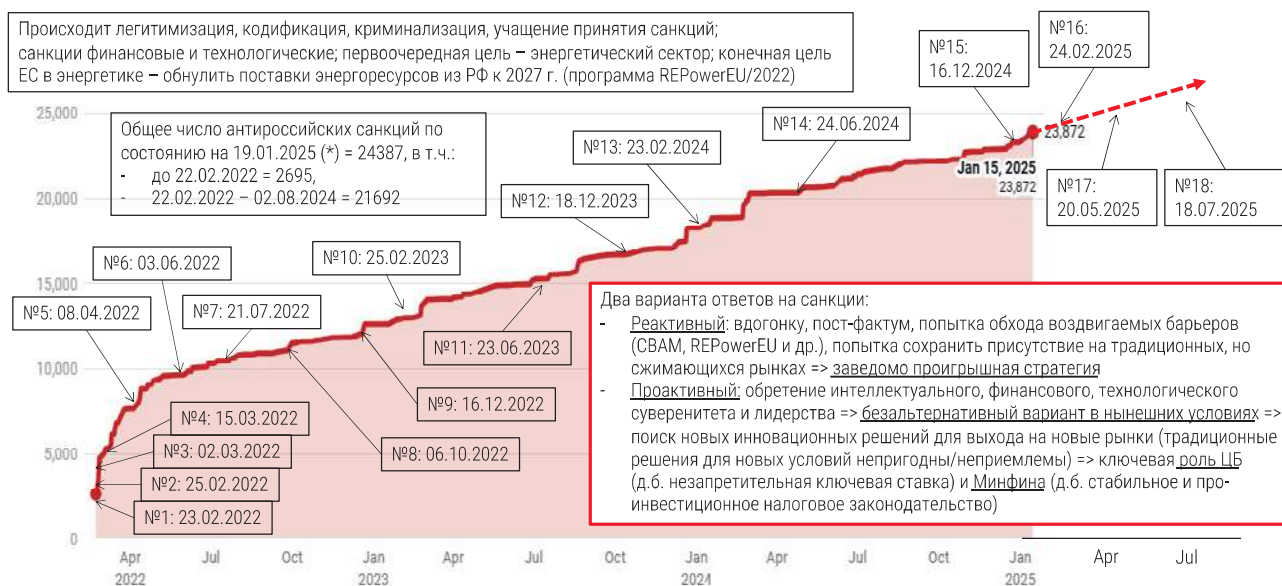 Происходит легитимизация, кодификация, криминализация, учащение принятия санкций;
санкции финансовые и технологические; первоочередная цель – энергетический сектор; конечная цель
ЕС в энергетике – обнулить поставки энергоресурсов из РФ к 2027 г. (программа REPowerEU/2022)
№15:
16.12.2024
№16:
24.02.2025
25,000
Общее число антироссийских санкций по
состоянию на 19.01.2025 (*) = 24387, в т.ч.:
- до 22.02.2022 = 2695,
- 22.02.2022 – 02.08.2024 = 21692
№14: 24.06.2024
№13: 23.02.2024
23,872
Jan 15, 2025
23,872
№17:
20.05.2025
№18:
18.07.2025
20,000
№12: 18.12.2023
№10: 25.02.2023
№6: 03.06.2022
15,000
№5: 08.04.2022
№7: 21.07.2022
№11: 23.06.2023
10,000
№9: 16.12.2022
№4: 15.03.2022
№8: 06.10.2022
5,000
№3: 02.03.2022
№2: 25.02.2022
№1: 23.02.2022
0
Два варианта ответов на санкции:
- Реактивный: вдогонку, пост-фактум, попытка обхода воздвигаемых барьеров
(CBAM, REPowerEU и др.), попытка сохранить присутствие на традиционных, но
сжимающихся рынках => заведомо проигрышная стратегия
- Проактивный: обретение интеллектуального, финансового, технологического
суверенитета и лидерства => безальтернативный вариант в нынешних условиях =>
поиск новых инновационных решений для выхода на новые рынки (традиционные
решения для новых условий непригодны/неприемлемы) => ключевая роль ЦБ
(д.б. незапретительная ключевая ставка) и Минфина (д.б. стабильное и про-
инвестиционное налоговое законодательство)
Apr Jul Oct Jan Apr Jul Oct Jan Apr Jul Oct Jan Apr Jul
2022 2023 2024 2025